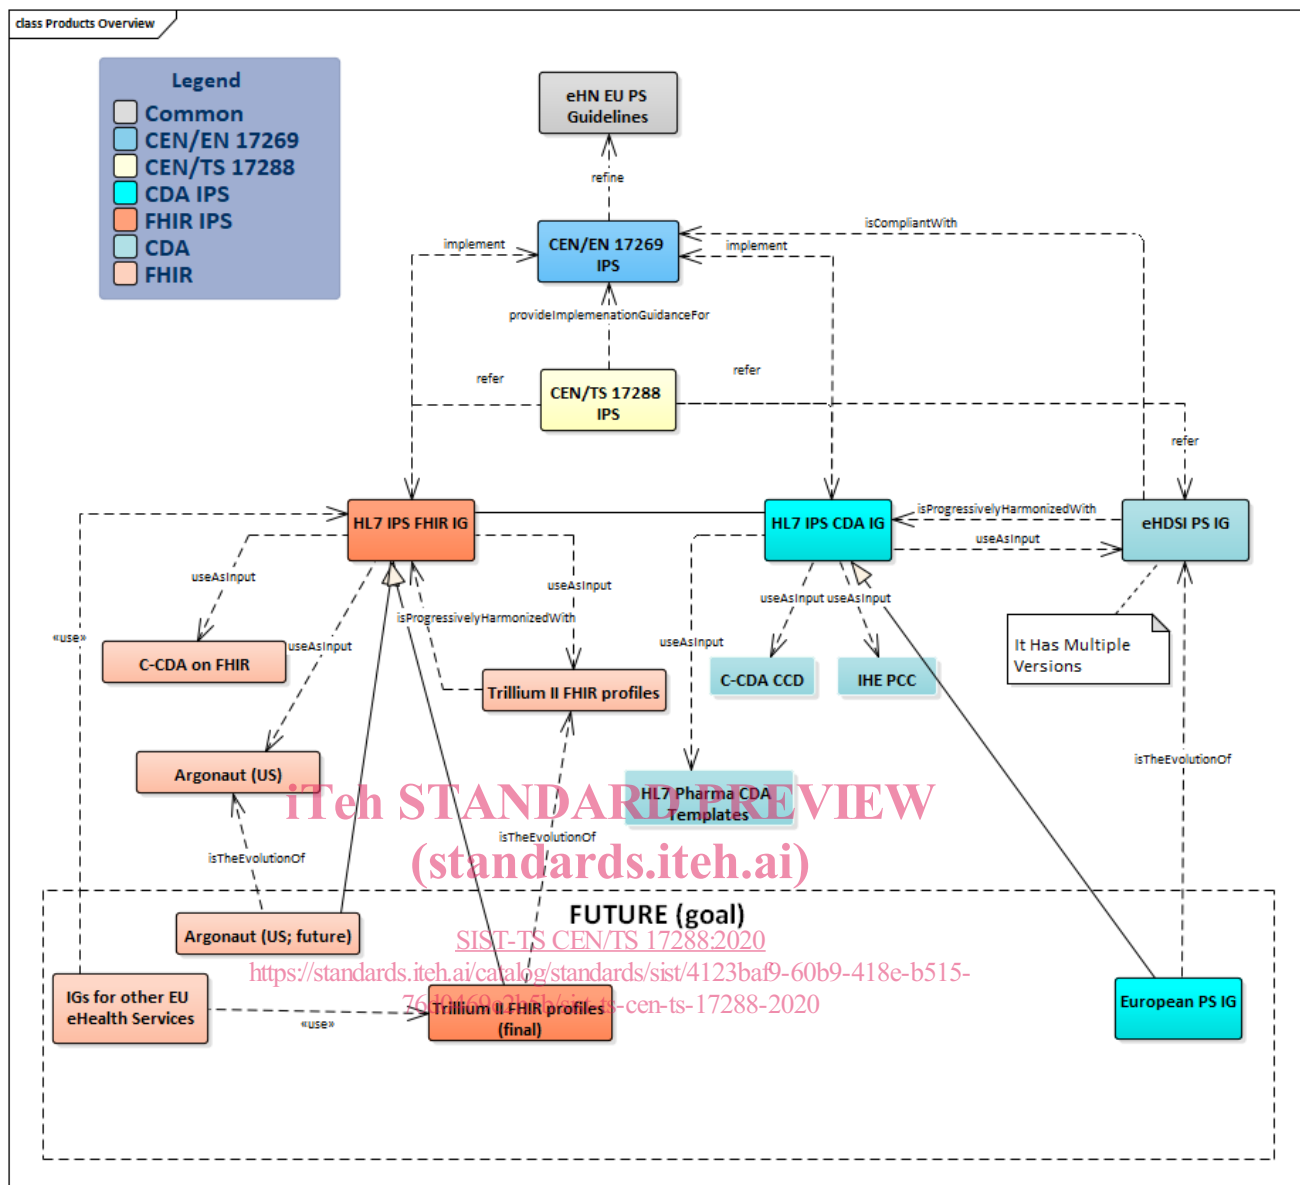 class Products Overview
Legend
Common
CEN/EN 17269
CEN/TS 17288
CDA IPS
FHIR IPS
CDA
FHIR
eHN EU PS
Guidelines
refine
isCompliantWith
implement
CEN/EN 17269
IPS
implement
provideImplemenationGuidanceFor
refer
CEN/TS 17288
IPS
refer
refer
HL7 IPS FHIR IG
HL7 IPS CDA IG
isProgressivelyHarmonizedWith
eHDSI PS IG
useAsInput
useAsInput
useAsInput
isProgressivelyHarmonizedWith
useAsInput
useAsInput
«use»
useAsInput
useAsInput
It Has Multiple
Versions
C-CDA on FHIR
Trillium II FHIR profiles
C-CDA CCD
IHE PCC
isTheEvolutionOf
Argonaut (US)
HL7 Pharma CDA
Templates
iTeh STANDARD PREVIEW
(standards.iteh.ai)
isTheEvolutionOf
isTheEvolutionOf
FUTURE (goal)
Argonaut (US; future)
SIST-TS CEN/TS 17288:2020
https://standards.iteh.ai/catalog/standards/sist/4123baf9-60b9-418e-b515-
sist-ts-cen-ts-17288-2020
IGs for other EU
eHealth Services
«use»
Trillium II FHIR profiles
(final)
European PS IG